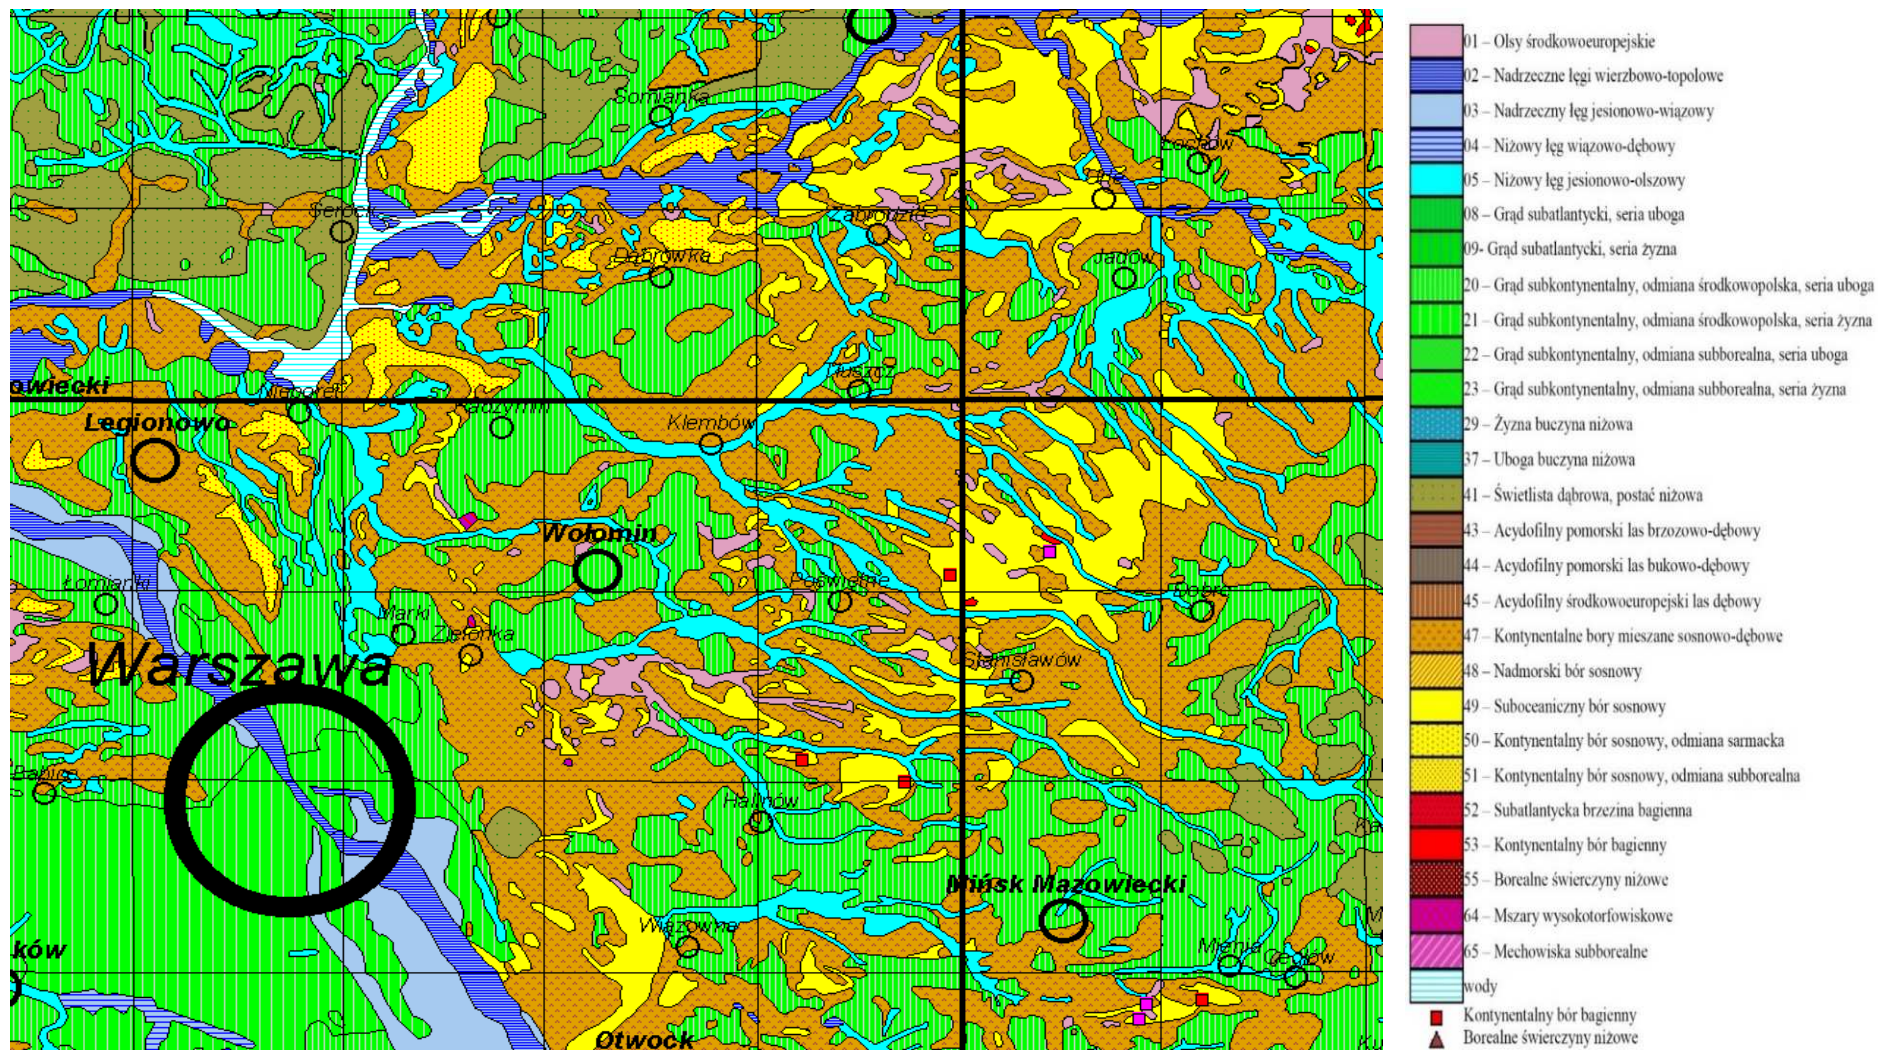 Somianka
Łochów
Serock
Zabrodzie
Urle
Dąbrówka
Jadów
owiecki
Nieporęt
Tłuszcz
Radzymin
Legionowo
Klembów
Wołomin
Łomianki
Poświętne
Dobre
Marki
Zielonka
Warszawa
Stanisławów
Babice
Halinów
Ka
Mińsk Mazowiecki
Wiązowna
M
ków
Mienia
Cegłów
Otwock
Ku
01 – Olsy środkowoeuropejskie
02 – Nadrzeczne łęgi wierzbowo-topolowe
03 – Nadrzeczny łęg jesionowo-wiązowy
04 – Niżowy łęg wiązowo-dębowy
05 – Niżowy łęg jesionowo-olszowy
08 – Grąd subatlantycki, seria uboga
09- Grąd subatlantycki, seria żyzna
20 – Grąd subkontynentalny, odmiana środkowopolska, seria uboga
21 – Grąd subkontynentalny, odmiana środkowopolska, seria żyzna
22 – Grąd subkontynentalny, odmiana subborealna, seria uboga
23 – Grąd subkontynentalny, odmiana subborealna, seria żyzna
29 – Żyzna buczyna niżowa
37 – Uboga buczyna niżowa
41 – Świetlista dąbrowa, postać niżowa
43 – Acydofilny pomorski las brzozowo-dębowy
44 – Acydofilny pomorski las bukowo-dębowy
45 – Acydofilny środkowoeuropejski las dębowy
47 – Kontynentalne bory mieszane sosnowo-dębowe
48 – Nadmorski bór sosnowy
49 – Suboceaniczny bór sosnowy
50 – Kontynentalny bór sosnowy, odmiana sarmacka
51 – Kontynentalny bór sosnowy, odmiana subborealna
52 – Subatlantycka brzezina bagienna
53 – Kontynentalny bór bagienny
55 – Borealne świerczyny niżowe
64 – Mszary wysokotorfowiskowe
65 – Mechowiska subborealne
wody
Kontynentalny bór bagienny
Borealne świerczyny niżowe